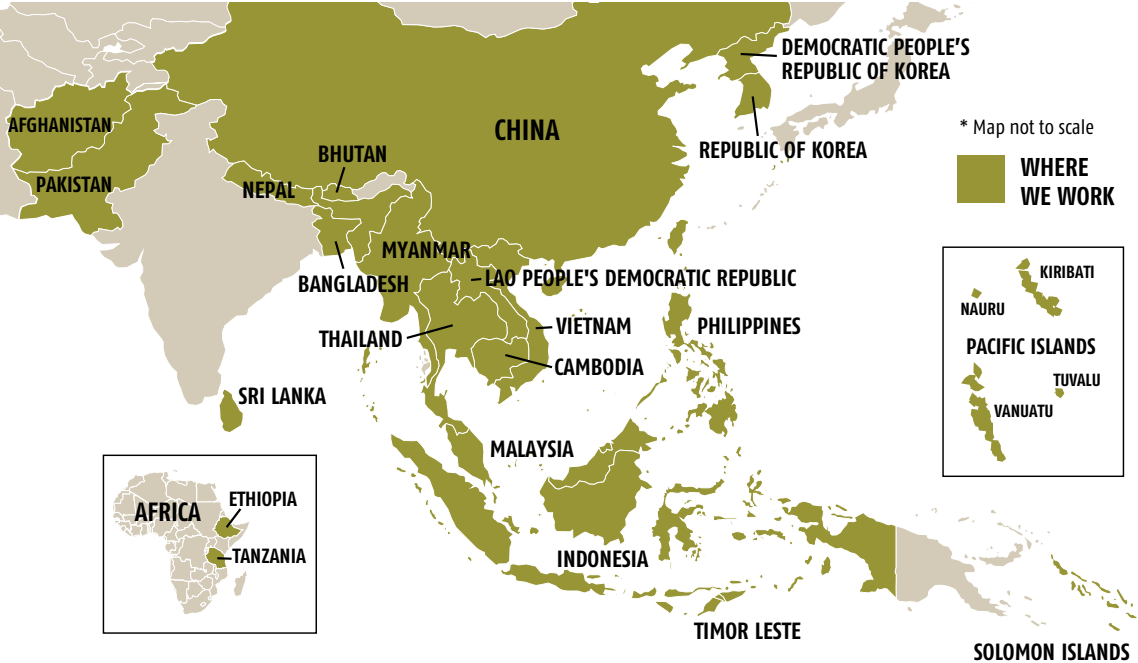 DEMOCRATIC PEOPLE'S
REPUBLIC OF KOREA
AFGHANISTAN
CHINA
* Map not to scale
REPUBLIC OF KOREA
BHUTAN
WHERE
WE WORK
PAKISTAN
NEPAL
MYANMAR
BANGLADESH
LAO PEOPLE'S DEMOCRATIC REPUBLIC
KIRIBATI
NAURU
THAILAND
VIETNAM
PHILIPPINES
PACIFIC ISLANDS
CAMBODIA
TUVALU
SRI LANKA
VANUATU
MALAYSIA
AFRICA
ETHIOPIA
TANZANIA
INDONESIA
TIMOR LESTE
SOLOMON ISLANDS